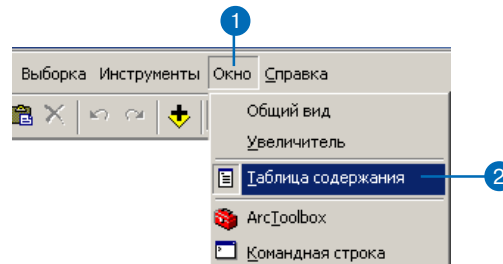 1
Выборка Инструменты Окно Справка
Общий вид
Увеличитель
Таблица содержания 2
ArcToolbox
Командная строка